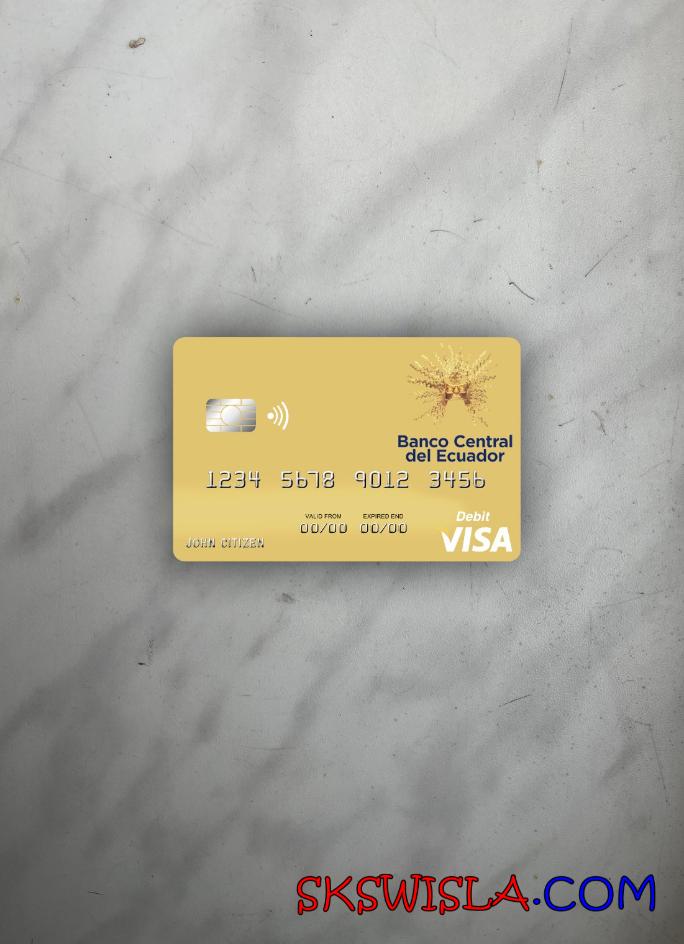 Banco Central
del Ecuador
1234 5678 9012 3456
VALID FROM EXPIRED END
00/00 00/00
Debit
JOHN CITIZEN
VISA
SKSWISLA.COM